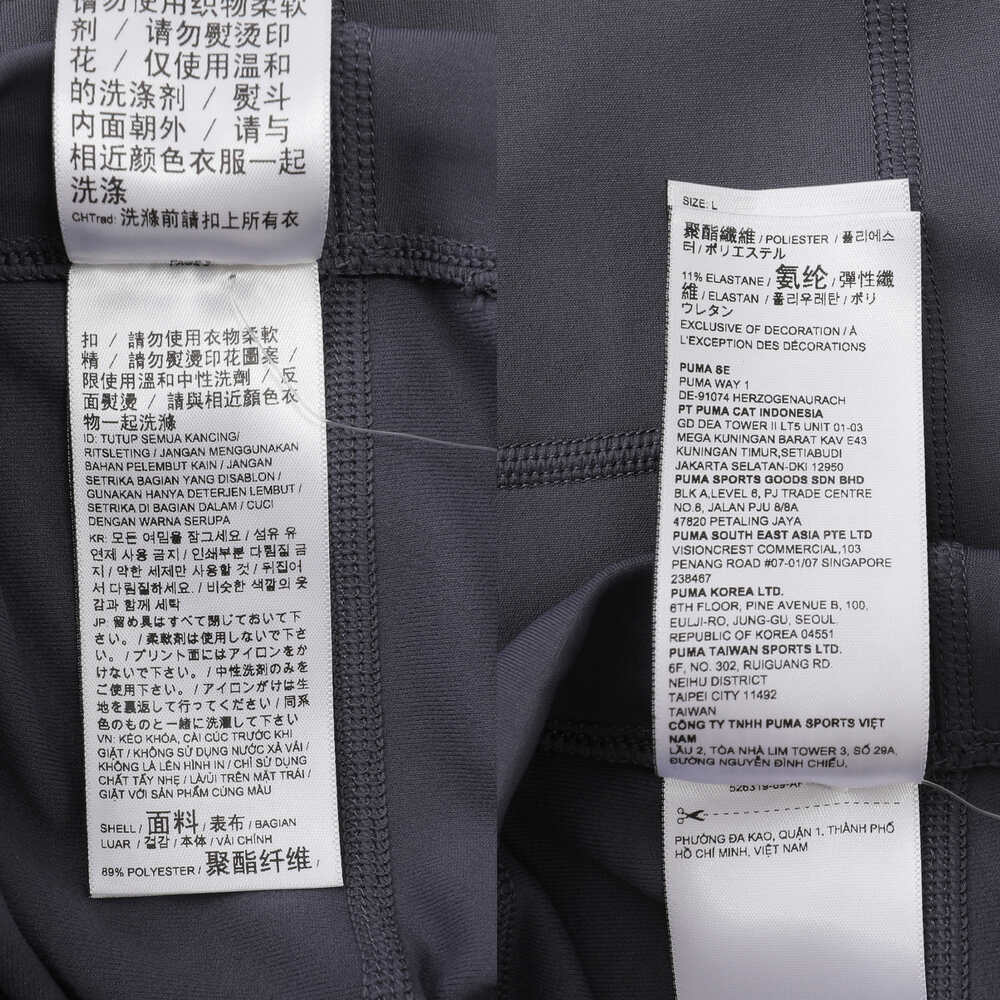 请勿使用织物柔软
剂 / 请勿熨烫印
花 / 仅使用温和
的洗涤剂 / 熨斗
内面朝外 / 请与
相近颜色衣服一起
洗涤
CHTrad: 洗滌前請扣上所有衣
扣 / 請勿使用衣物柔軟
精 / 請勿熨燙印花圖案 /
限使用溫和中性洗劑 / 反
面熨燙 / 請與相近顏色衣
物一起洗滌
ID: TUTUP SEMUA KANCING/
RITSLETING / JANGAN MENGGUNAKAN
BAHAN PELEMBUT KAIN / JANGAN
SETRIKA BAGIAN YANG DISABLON /
GUNAKAN HANYA DETERJEN LEMBUT /
SETRIKA DI BAGIAN DALAM / CUCI
DENGAN WARNA SERUPA
KR: 모든 여밈을 잠그세요 / 섬유 유
연제 사용 금지 / 인쇄부분 다림질 금
지 / 약한 세제만 사용할 것 / 뒤집어
서 다림질하세요. / 비슷한 색깔의 옷
감과 함께 세탁
JP: 留め具はすべて閉じておいて下
さい。/ 柔軟剤は使用しないで下さ
い。/ プリント面にはアイロンをか
けないで下さい。/ 中性洗剤のみを
ご使用下さい。/ アイロンがけは生
地を裏返して行ってください / 同系
色のものと一緒に洗濯して下さい
VN: KÉO KHÓA, CÀI CÚC TRƯỚC KHI
GIẶT / KHÔNG SỬ DỤNG NƯỚC XẢ VẢI /
KHÔNG LÀ LÊN HÌNH IN / CHỈ SỬ DỤNG
CHẤT TẨY NHẸ / LÀ/ỦI TRÊN MẶT TRÁI /
GIẶT VỚI SẢN PHẨM CÙNG MÀU
SHELL / 面料 / 表布 / BAGIAN
LUAR / 겉감 / 本体 / VẢI CHÍNH
89% POLYESTER / 聚酯纤维 /
SIZE: L
聚酯纖維 / POLIESTER / 폴리에스
터 / ポリエステル
11% ELASTANE / 氨纶 / 彈性纖
維 / ELASTAN / 폴리우레탄 / ポリ
ウレタン
EXCLUSIVE OF DECORATION / À
L'EXCEPTION DES DÉCORATIONS
PUMA SE
PUMA WAY 1
DE-91074 HERZOGENAURACH
PT PUMA CAT INDONESIA
GD DEA TOWER II LT5 UNIT 01-03
MEGA KUNINGAN BARAT KAV E43
KUNINGAN TIMUR,SETIABUDI
JAKARTA SELATAN-DKI 12950
PUMA SPORTS GOODS SDN BHD
BLK A,LEVEL 6, PJ TRADE CENTRE
NO.8, JALAN PJU 8/8A
47820 PETALING JAYA
PUMA SOUTH EAST ASIA PTE LTD
VISIONCREST COMMERCIAL,103
PENANG ROAD #07-01/07 SINGAPORE
238467
PUMA KOREA LTD.
6TH FLOOR, PINE AVENUE B, 100,
EULJI-RO, JUNG-GU, SEOUL,
REPUBLIC OF KOREA 04551
PUMA TAIWAN SPORTS LTD.
6F, NO. 302, RUIGUANG RD.
NEIHU DISTRICT
TAIPEI CITY 11492
TAIWAN
CÔNG TY TNHH PUMA SPORTS VIỆT
NAM
LẦU 2, TÒA NHÀ LIM TOWER 3, SỐ 29A,
ĐƯỜNG NGUYỄN ĐÌNH CHIỂU,
PHƯỜNG ĐA KAO, QUẬN 1, THÀNH PHỐ
HỒ CHÍ MINH, VIỆT NAM